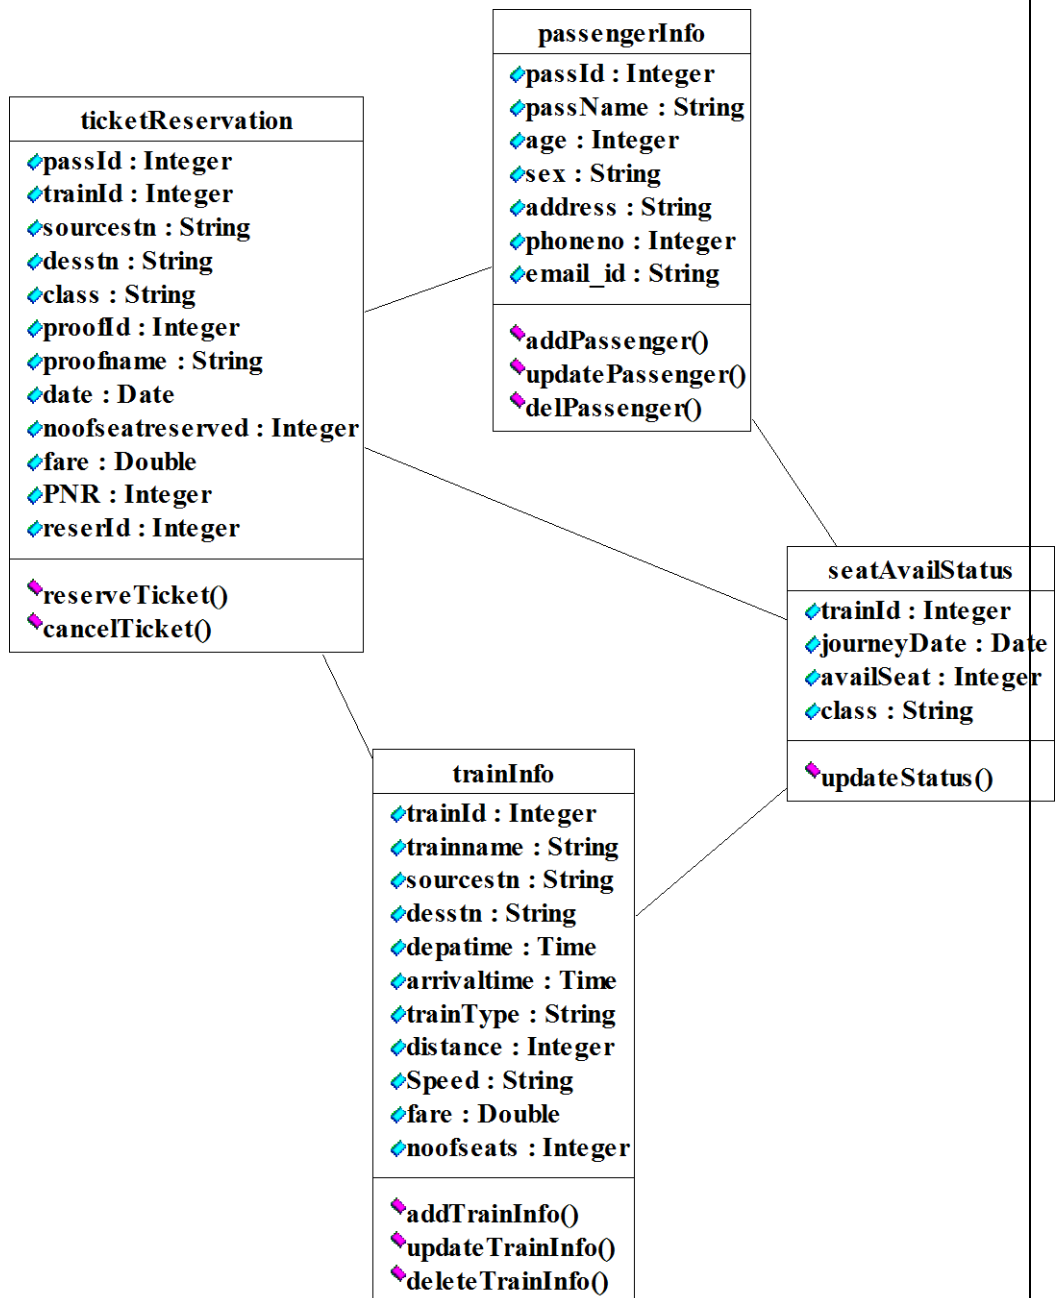 passengerInfo
passId : Integer
passName : String
age : Integer
sex : String
address : String
phoneno : Integer
email_id : String
addPassenger()
updatePassenger()
delPassenger()
ticketReservation
passId : Integer
trainId : Integer
sourcestn : String
desstn : String
class : String
proofId : Integer
proofname : String
date : Date
noofseatreserved : Integer
fare : Double
PNR : Integer
reserId : Integer
reserveTicket()
cancelTicket()
seatAvailStatus
trainId : Integer
journeyDate : Date
availSeat : Integer
class : String
updateStatus()
trainInfo
trainId : Integer
trainname : String
sourcestn : String
desstn : String
depatime : Time
arrivaltime : Time
trainType : String
distance : Integer
Speed : String
fare : Double
noofseats : Integer
addTrainInfo()
updateTrainInfo()
deleteTrainInfo()